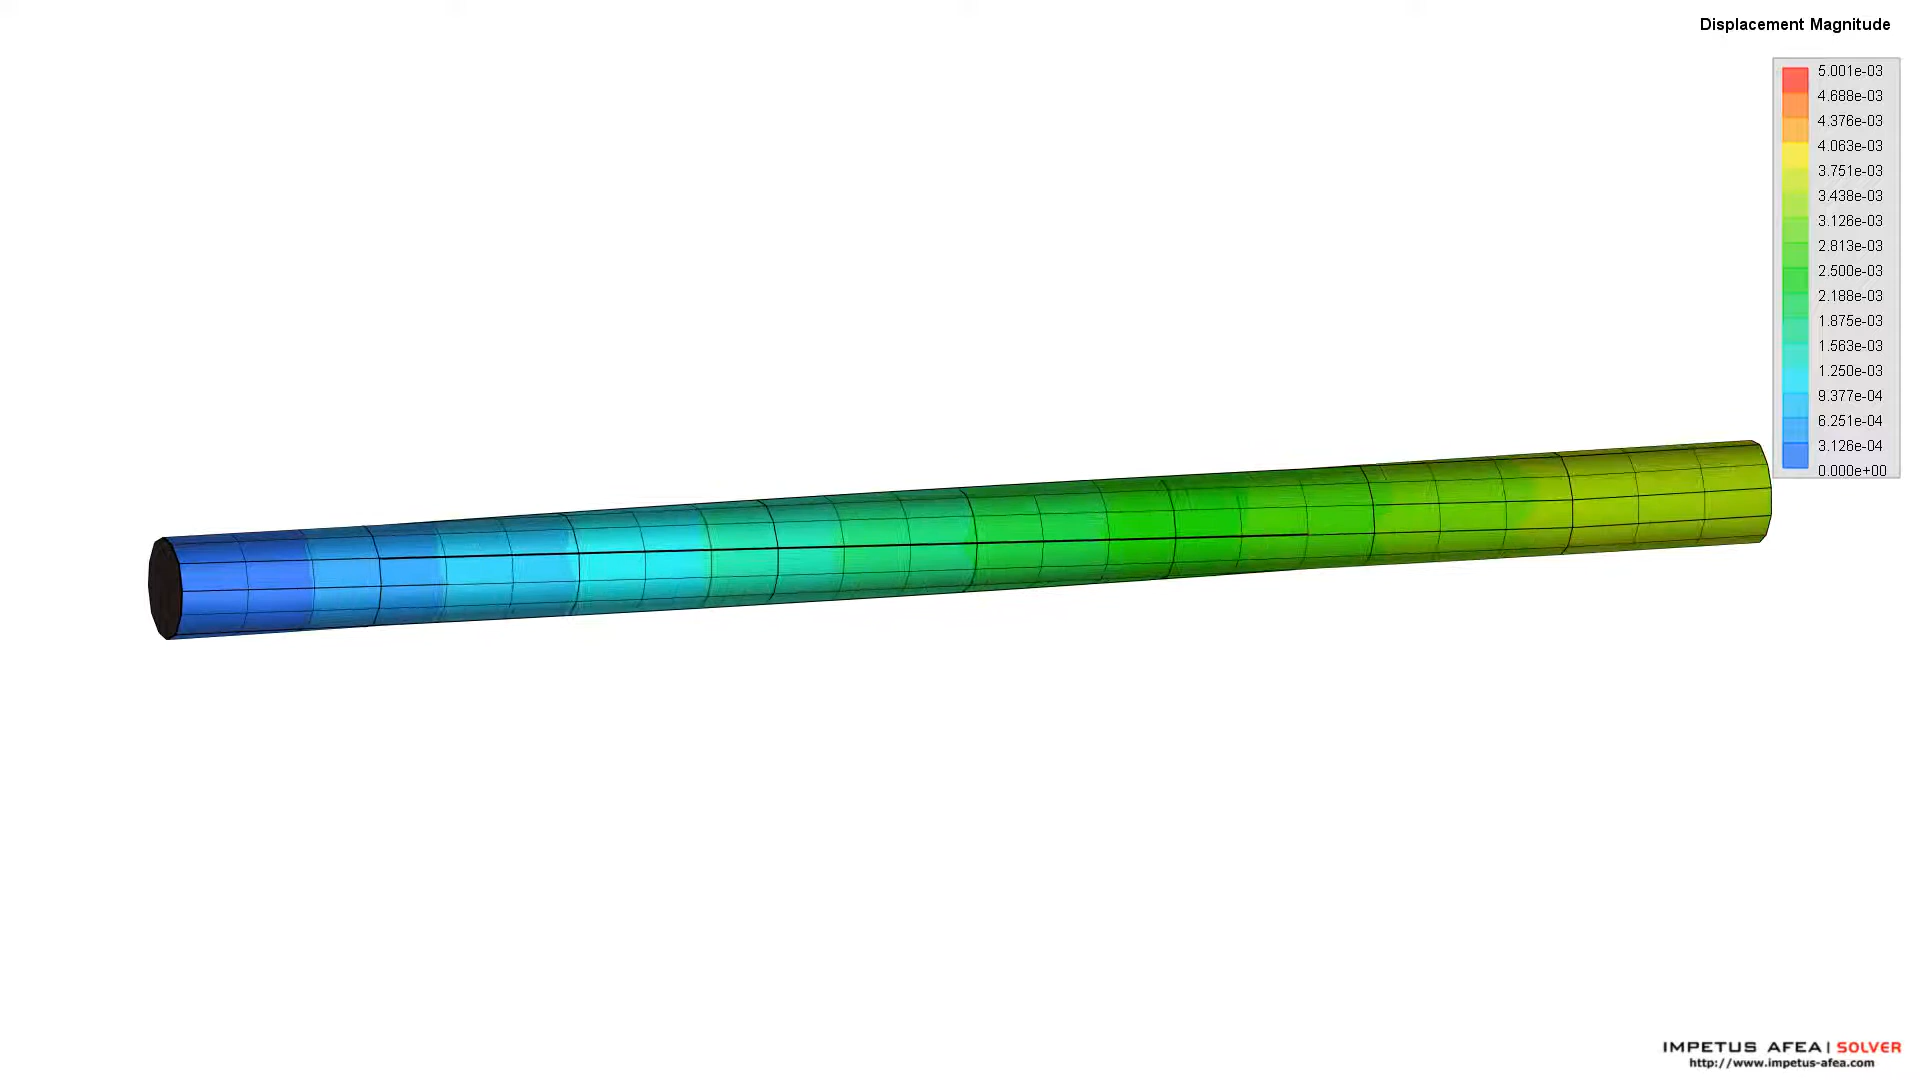 Displacement Magnitude
5.001e-03
4.688e-03
4.376e-03
4.063e-03
3.751e-03
3.438e-03
3.126e-03
2.813e-03
2.500e-03
2.188e-03
1.875e-03
1.563e-03
1.250e-03
9.377e-04
6.251e-04
3.126e-04
0.000e+00
IMPETUS AFEA | SOLVER
http://www.impetus-afea.com